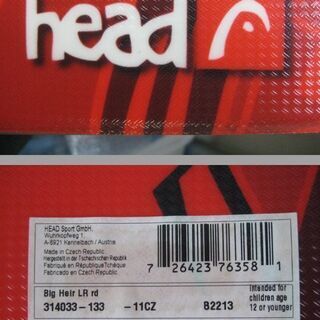 head
HEAD Sport GmbH,
Wuhrkopfweg 1,
A-6921 Kennelbach / Austria
Made in Czech Republic
Hergestellt in der Tschechischen Republik
Fabriqué en RépubliqueTchèque
Fabricado en Czech Republic
7 26423 76358 1
Big Heir LR rd
314033-133 -11CZ 82213
Intended for
children age
12 or younger